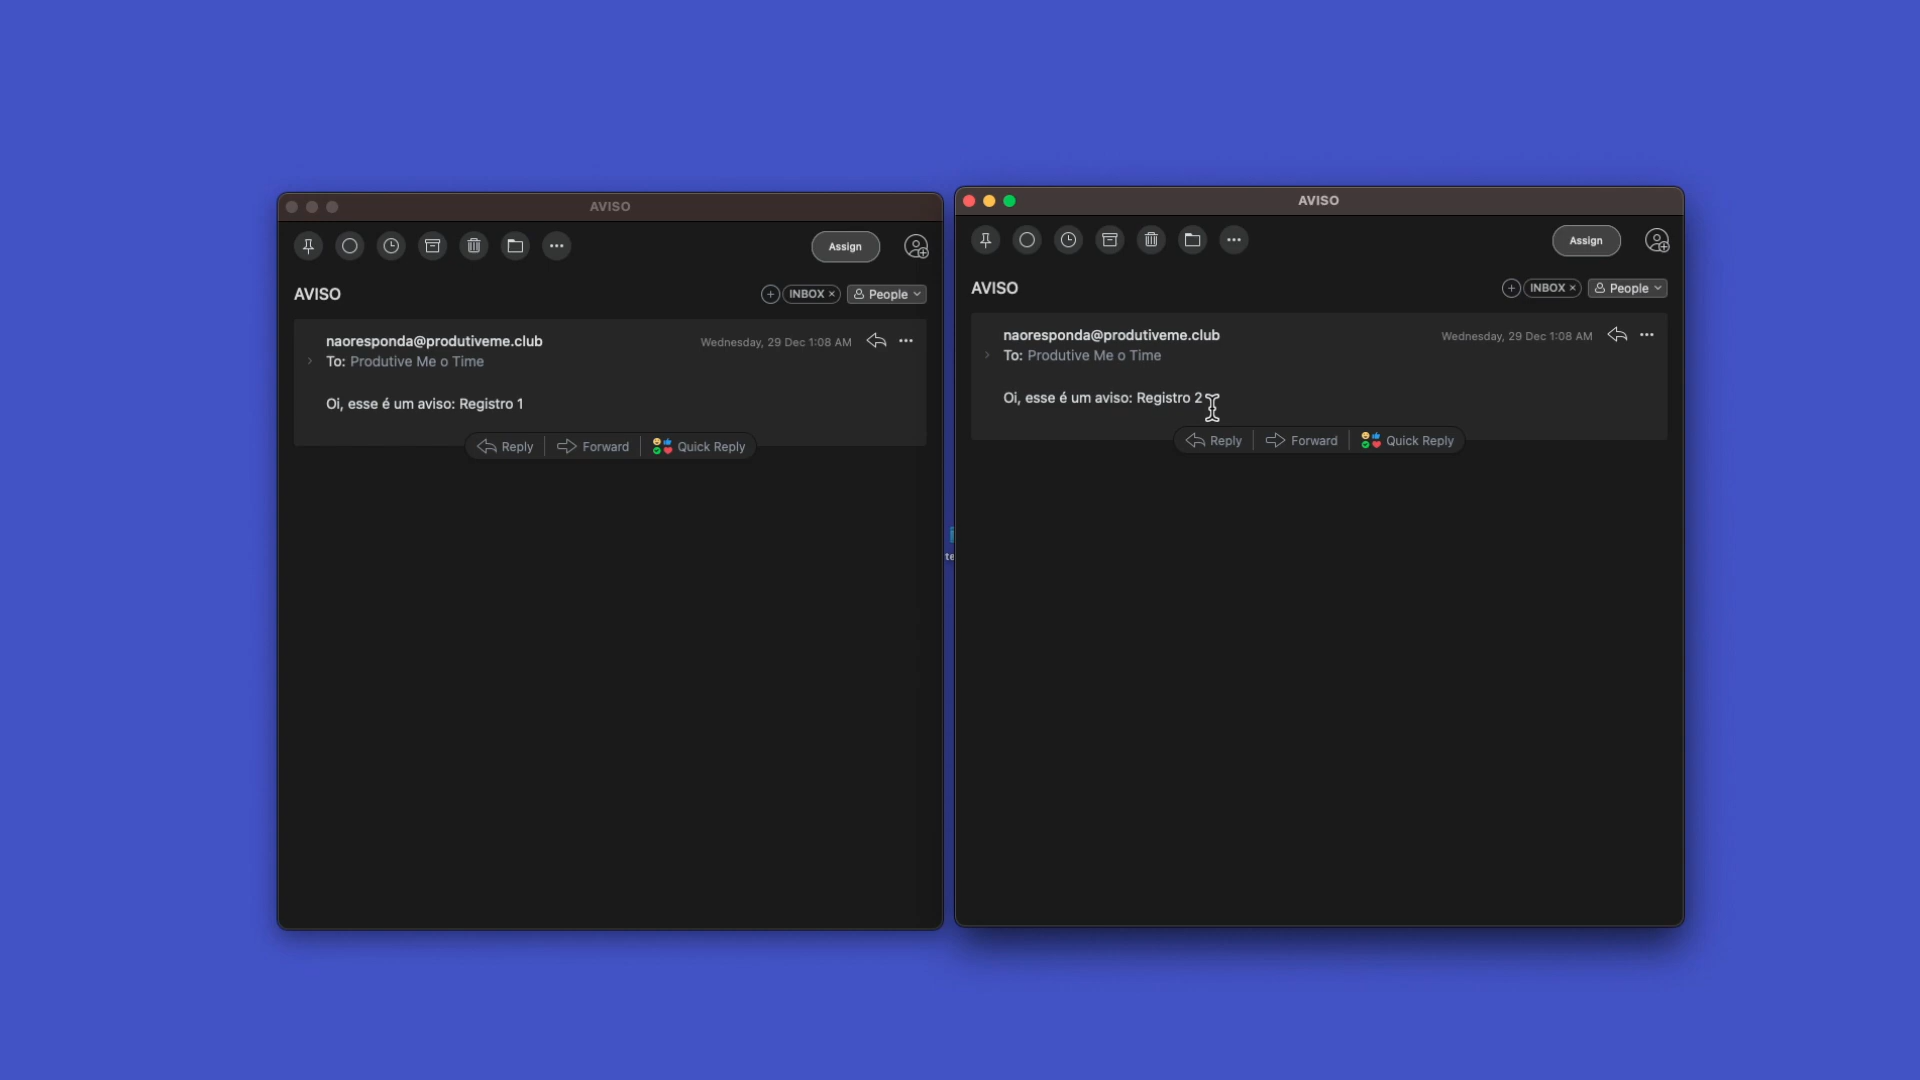 AVISO
Assign
AVISO
INBOX ×
People
naoresponda@produtiveme.club
Wednesday, 29 Dec 1:08 AM
To: Produtive Me o Time
Oi, esse é um aviso: Registro 1
Reply
Forward
Quick Reply
te
AVISO
Assign
AVISO
INBOX ×
People
naoresponda@produtiveme.club
Wednesday, 29 Dec 1:08 AM
To: Produtive Me o Time
Oi, esse é um aviso: Registro 2
Reply
Forward
Quick Reply